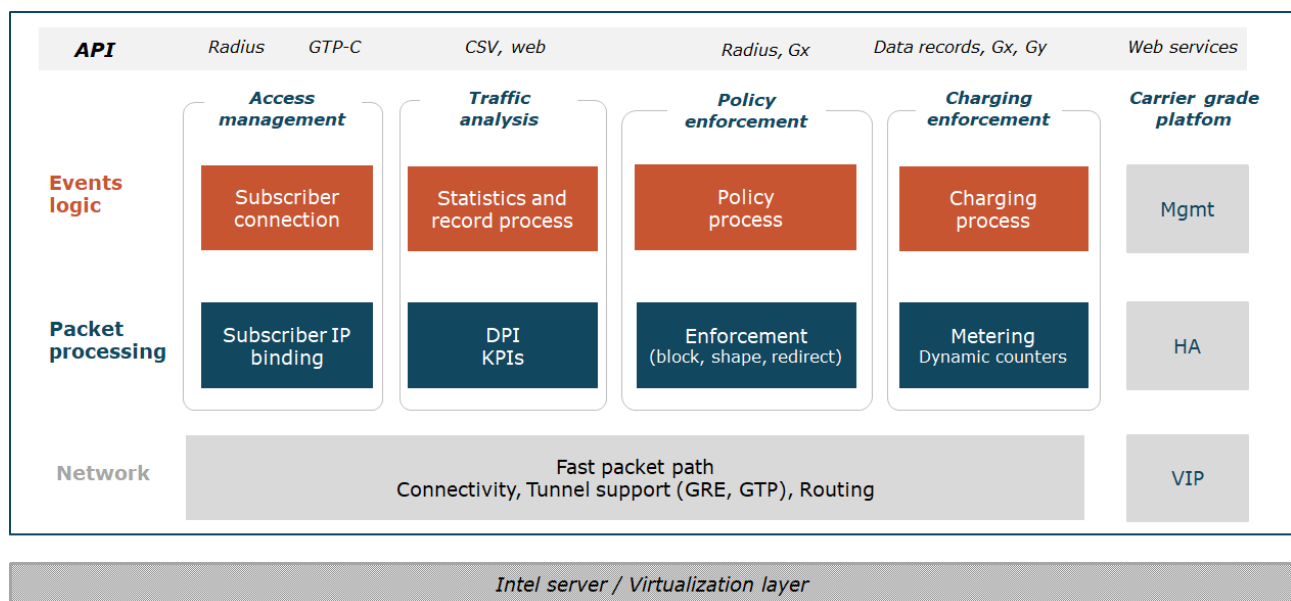 API Radius GTP-C CSV, web Radius, Gx Data records, Gx, Gy Web services
Access
management
Traffic
analysis
Policy
enforcement
Charging
enforcement
Carrier grade
platfom
Events
logic
Subscriber
connection
Statistics and
record process
Policy
process
Charging
process
Mgmt
Packet
processing
Subscriber IP
binding
DPI
KPIs
Enforcement
(block, shape, redirect)
Metering
Dynamic counters
HA
Network
Fast packet path
Connectivity, Tunnel support (GRE, GTP), Routing
VIP
Intel server / Virtualization layer